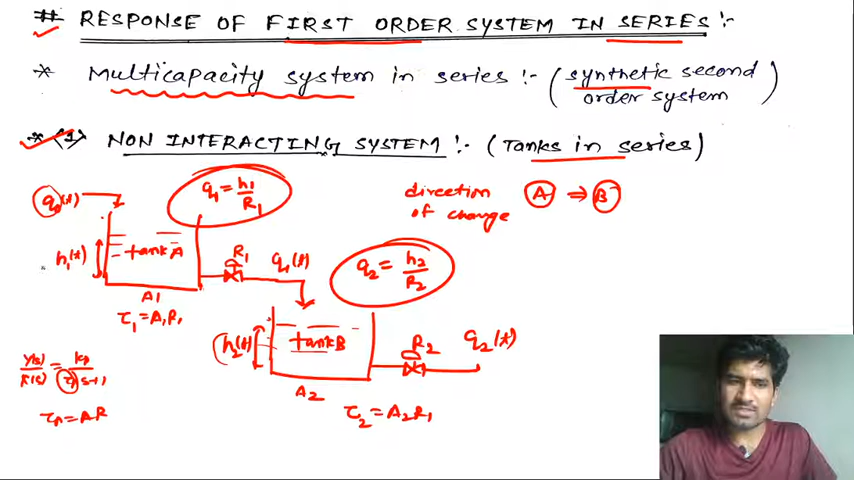 # RESPONSE OF FIRST ORDER SYSTEM IN SERIES :-
* Multicapacity system in series :- (synthetic second order system)
* (1) NON INTERACTING SYSTEM :- (Tanks in series)
q(t)
q₁ = h₁/R₁
direction of change A ⇒ B
h₁(t) tank A
R₁ q₁(t)
q₂ = h₂/R₂
A1
τ₁ = A₁R₁
h₂(t) tank B
R₂ q₂(t)
Y(s)/X(s) = kp/τp s+1
A₂
τp = AR
τ₂ = A₂R₁